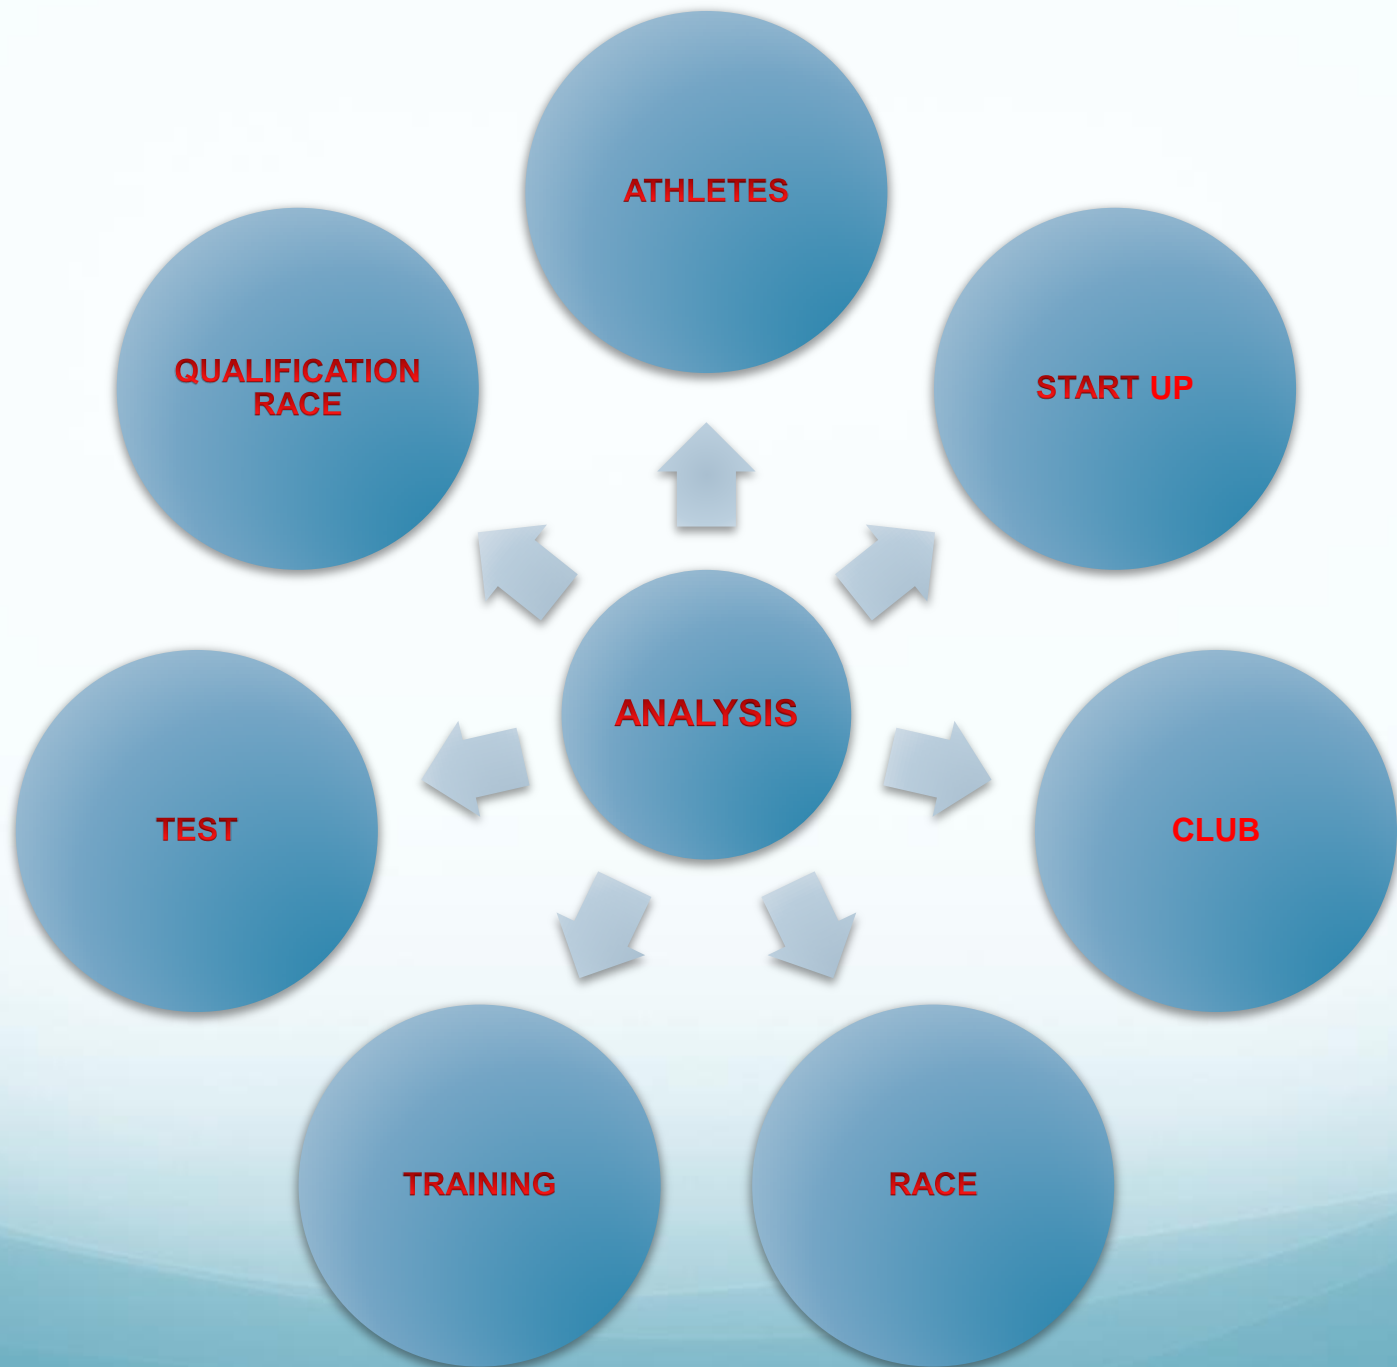 ATHLETES
QUALIFICATION
RACE
START UP
ANALYSIS
TEST
CLUB
TRAINING
RACE